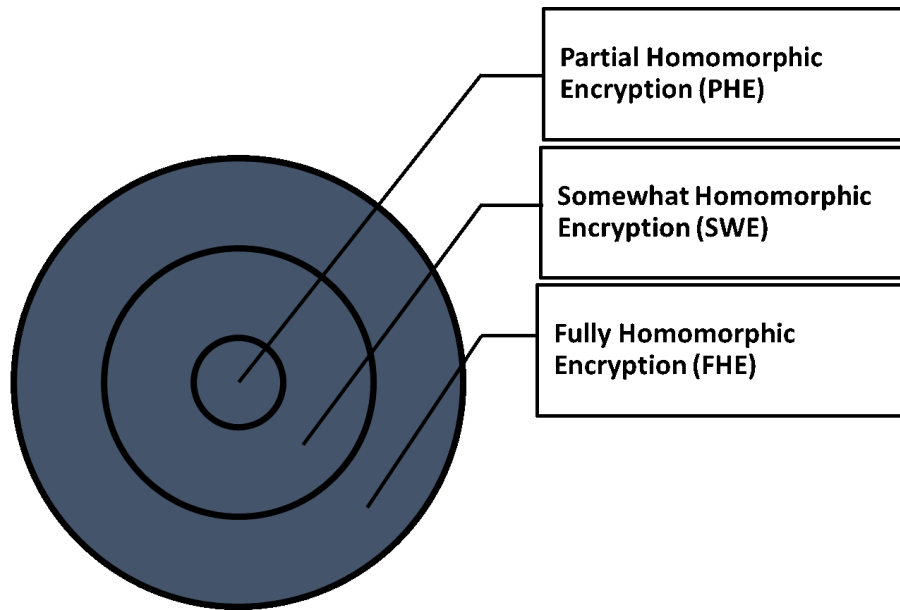 Partial Homomorphic
Encryption (PHE)
Somewhat Homomorphic
Encryption (SWE)
Fully Homomorphic
Encryption (FHE)